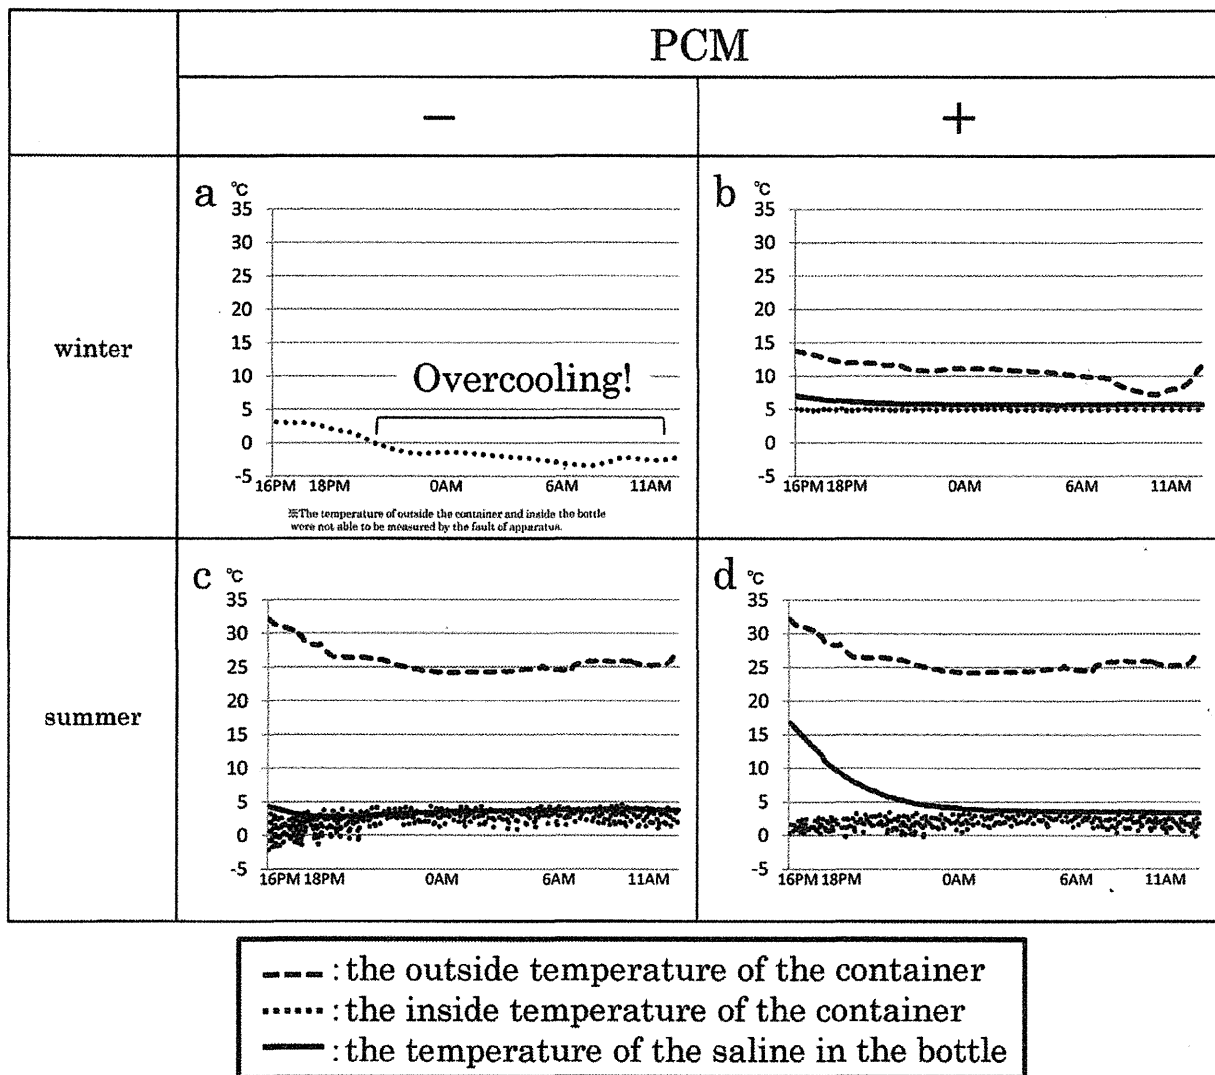 PCM
− +
winter
a °C
35
30
25
20
15
10
5
0
-5
Overcooling!
16PM 18PM 0AM 6AM 11AM
※The temperature of outside the container and inside the bottle
were not able to be measured by the fault of apparatus.
b °C
35
30
25
20
15
10
5
0
-5
16PM 18PM 0AM 6AM 11AM
summer
c °C
35
30
25
20
15
10
5
0
-5
16PM 18PM 0AM 6AM 11AM
d °C
35
30
25
20
15
10
5
0
-5
16PM 18PM 0AM 6AM 11AM
: the outside temperature of the container
: the inside temperature of the container
: the temperature of the saline in the bottle